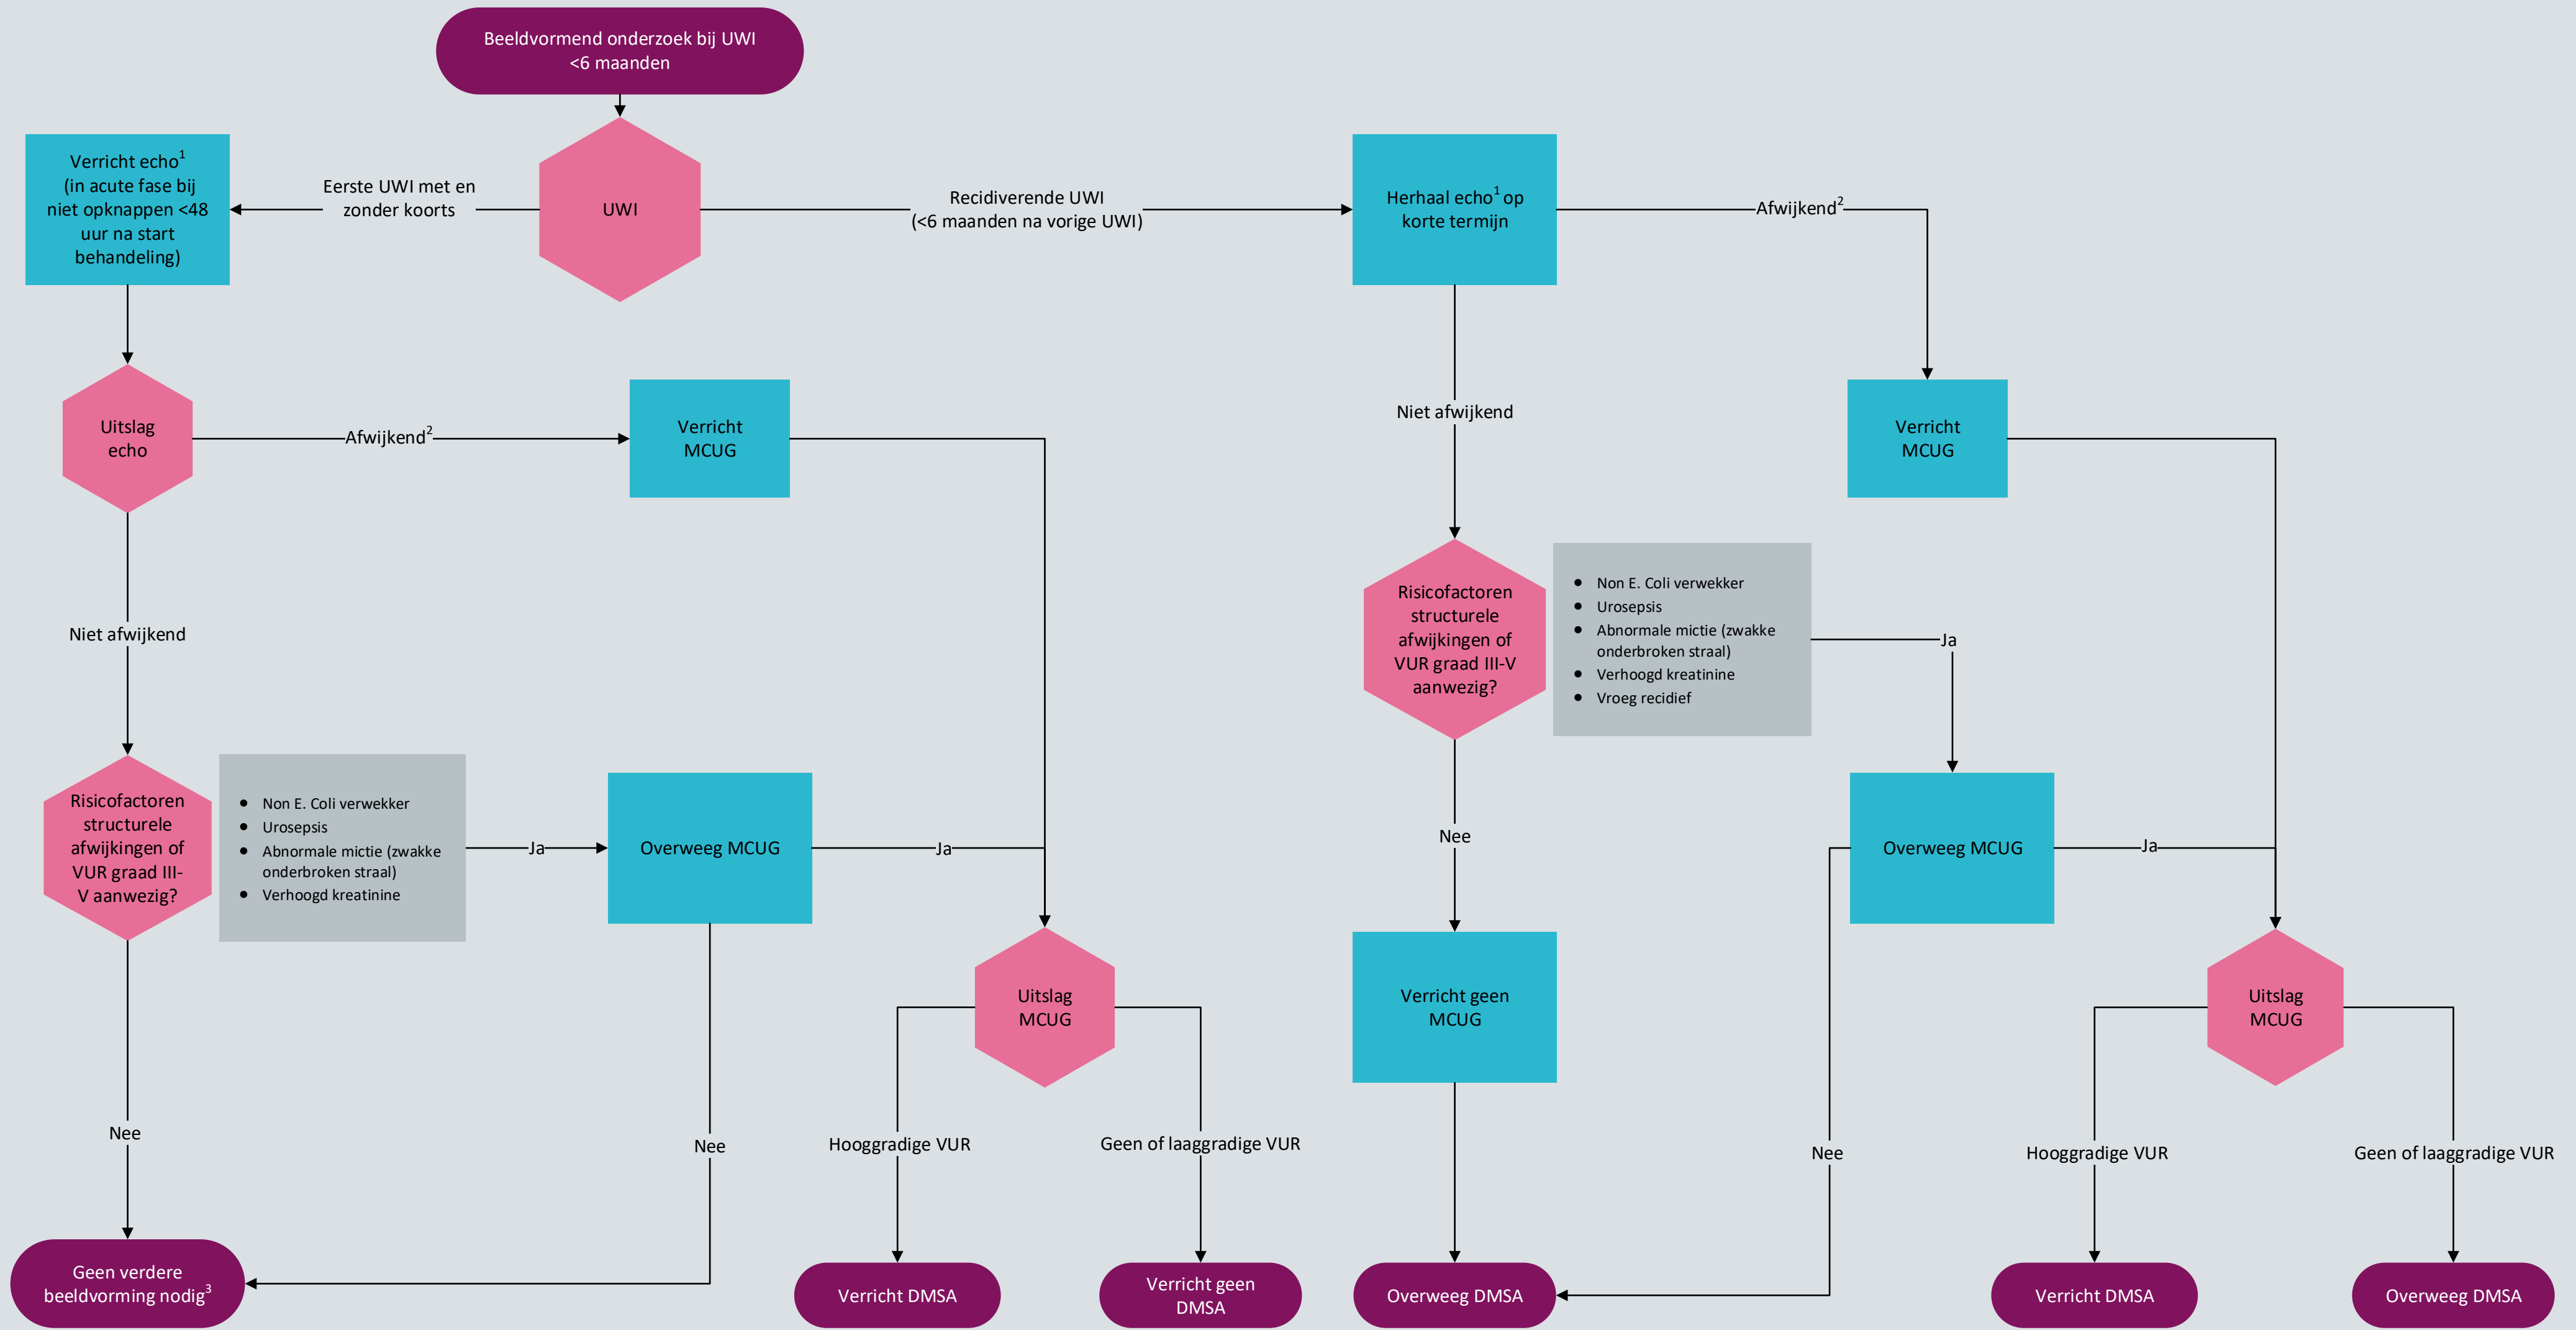 Beeldvormend onderzoek bij UWI
<6 maanden
Verricht echo1
(in acute fase bij
niet opknappen <48
uur na start
behandeling)
Eerste UWI met en
zonder koorts
UWI
Recidiverende UWI
(<6 maanden na vorige UWI)
Herhaal echo1 op
korte termijn
Afwijkend2
Uitslag
echo
Afwijkend2
Verricht
MCUG
Niet afwijkend
Verricht
MCUG
Niet afwijkend
Risicofactoren
structurele
afwijkingen of
VUR graad III-V
aanwezig?
Non E. Coli verwekker
Urosepsis
Abnormale mictie (zwakke
onderbroken straal)
Verhoogd kreatinine
Vroeg recidief
Ja
Risicofactoren
structurele
afwijkingen of
VUR graad III-
V aanwezig?
Non E. Coli verwekker
Urosepsis
Abnormale mictie (zwakke
onderbroken straal)
Verhoogd kreatinine
Ja
Overweeg MCUG
Ja
Nee
Overweeg MCUG
Ja
Uitslag
MCUG
Verricht geen
MCUG
Uitslag
MCUG
Nee
Nee
Hooggradige VUR
Geen of laaggradige VUR
Nee
Hooggradige VUR
Geen of laaggradige VUR
Geen verdere
beeldvorming nodig3
Verricht DMSA
Verricht geen
DMSA
Overweeg DMSA
Verricht DMSA
Overweeg DMSA